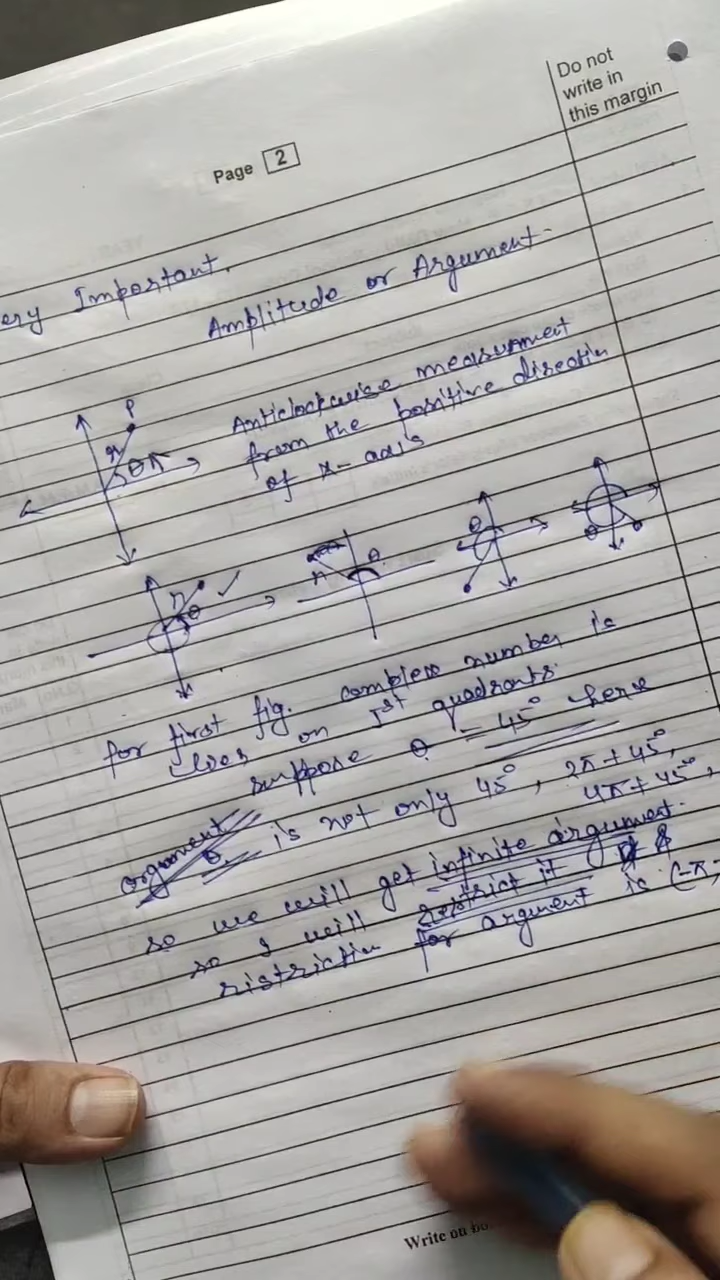 Do not
write in
this margin
Page 2
ery Important.
Amplitude or Argument
P
r
θ
Anticlockwise measurment
from the positive direction
of x-axis
r
θ
r
θ
θ
θ
for first fig. complex number is
lies on 1st quadrants.
suppose θ = 45° here
argument θ is not only 45°, 2π+45°,
4π+45°,
so we will get infinite argument.
so I will restrict it
ristriction for argument is (-π,
Write on bo